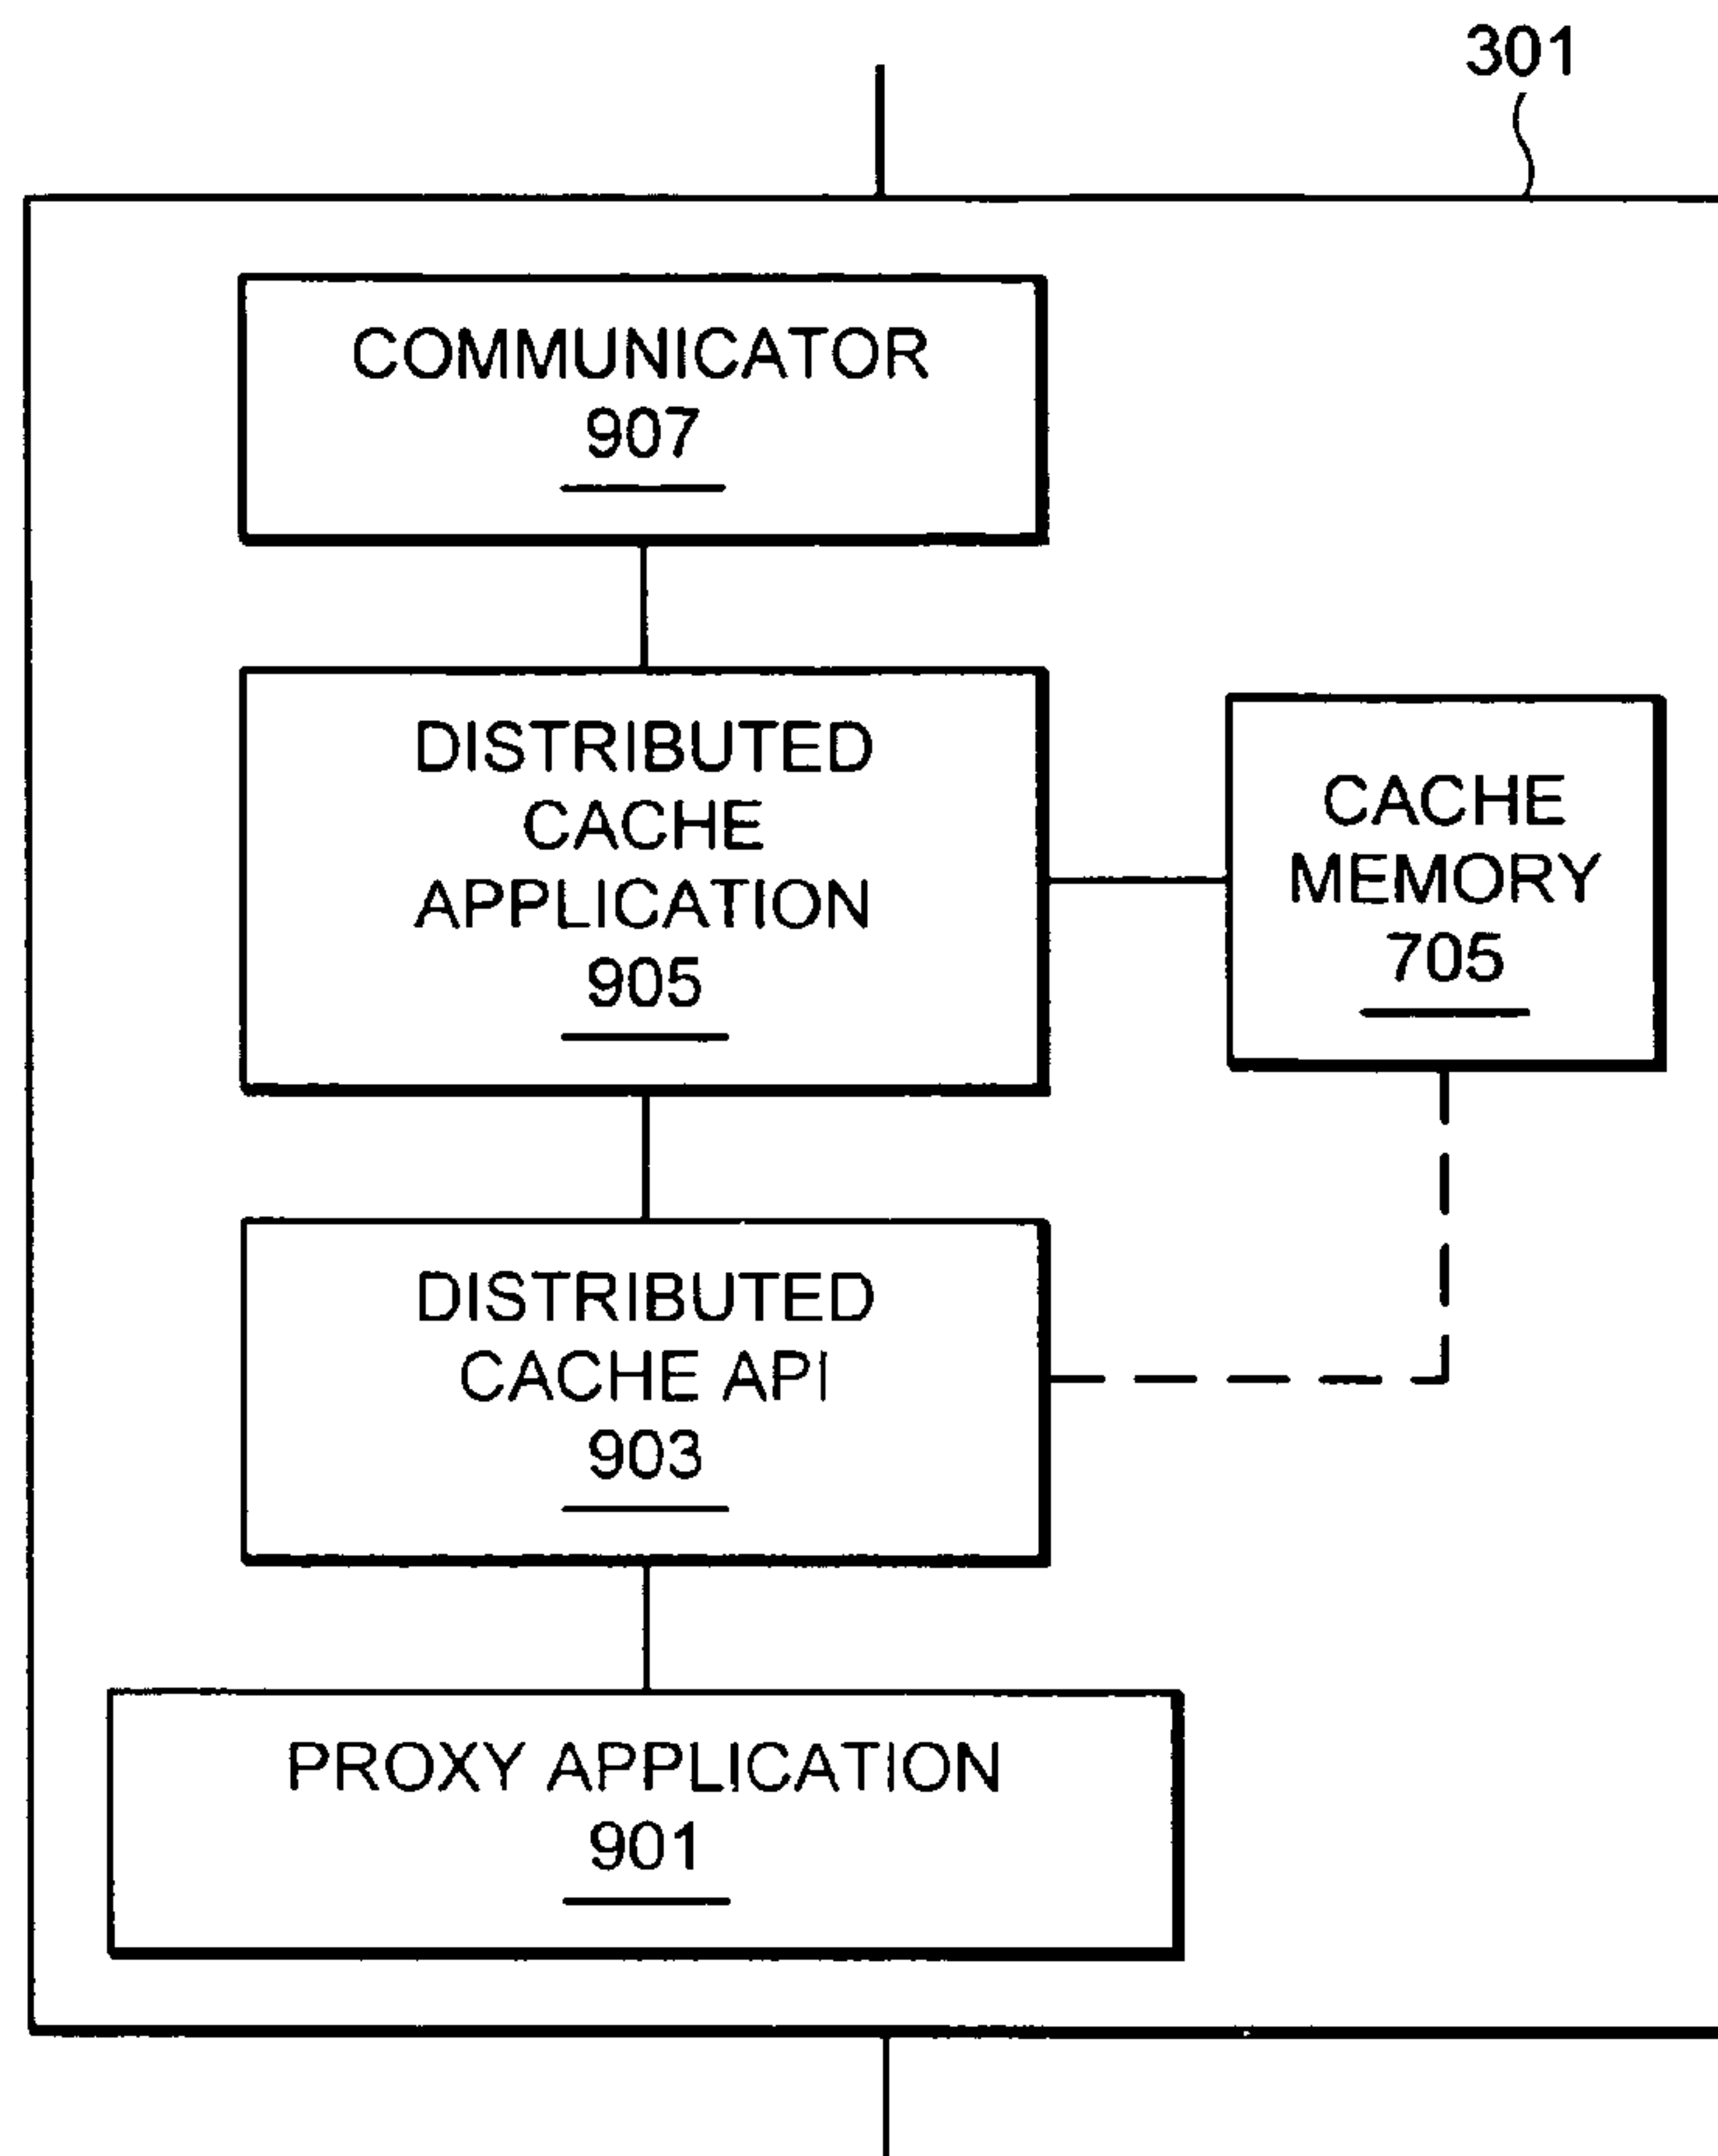 301
COMMUNICATOR
907
DISTRIBUTED
CACHE
APPLICATION
905
CACHE
MEMORY
705
DISTRIBUTED
CACHE API
903
PROXY APPLICATION
901